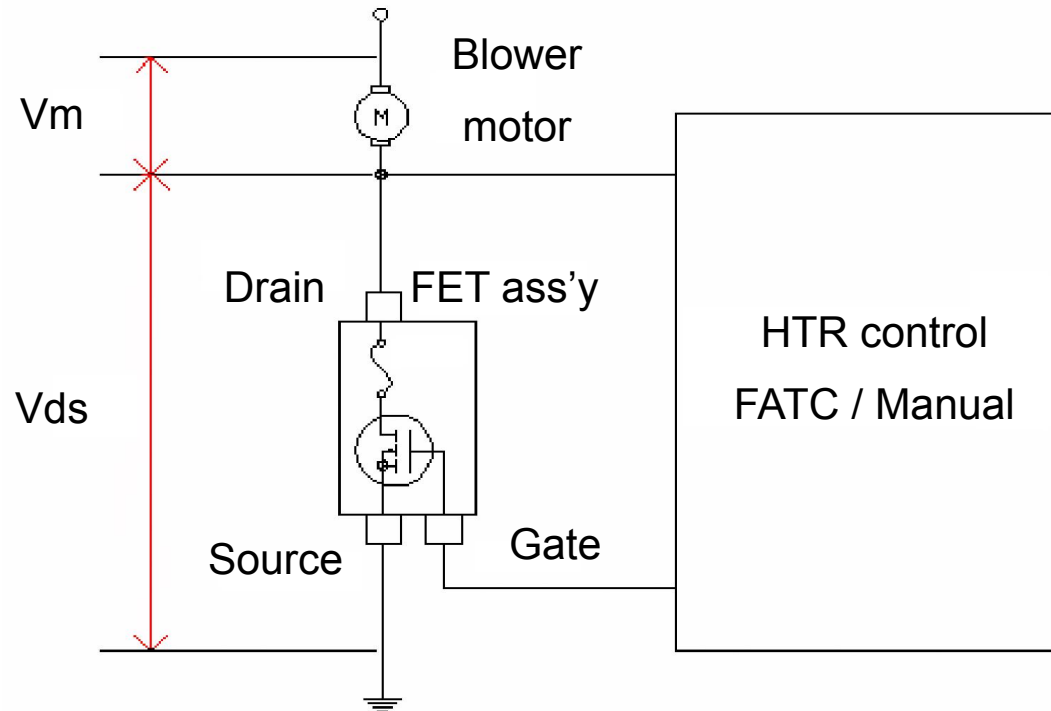 Blower
motor
Vm
M
Drain
FET ass’y
HTR control
FATC / Manual
Vds
Source
Gate